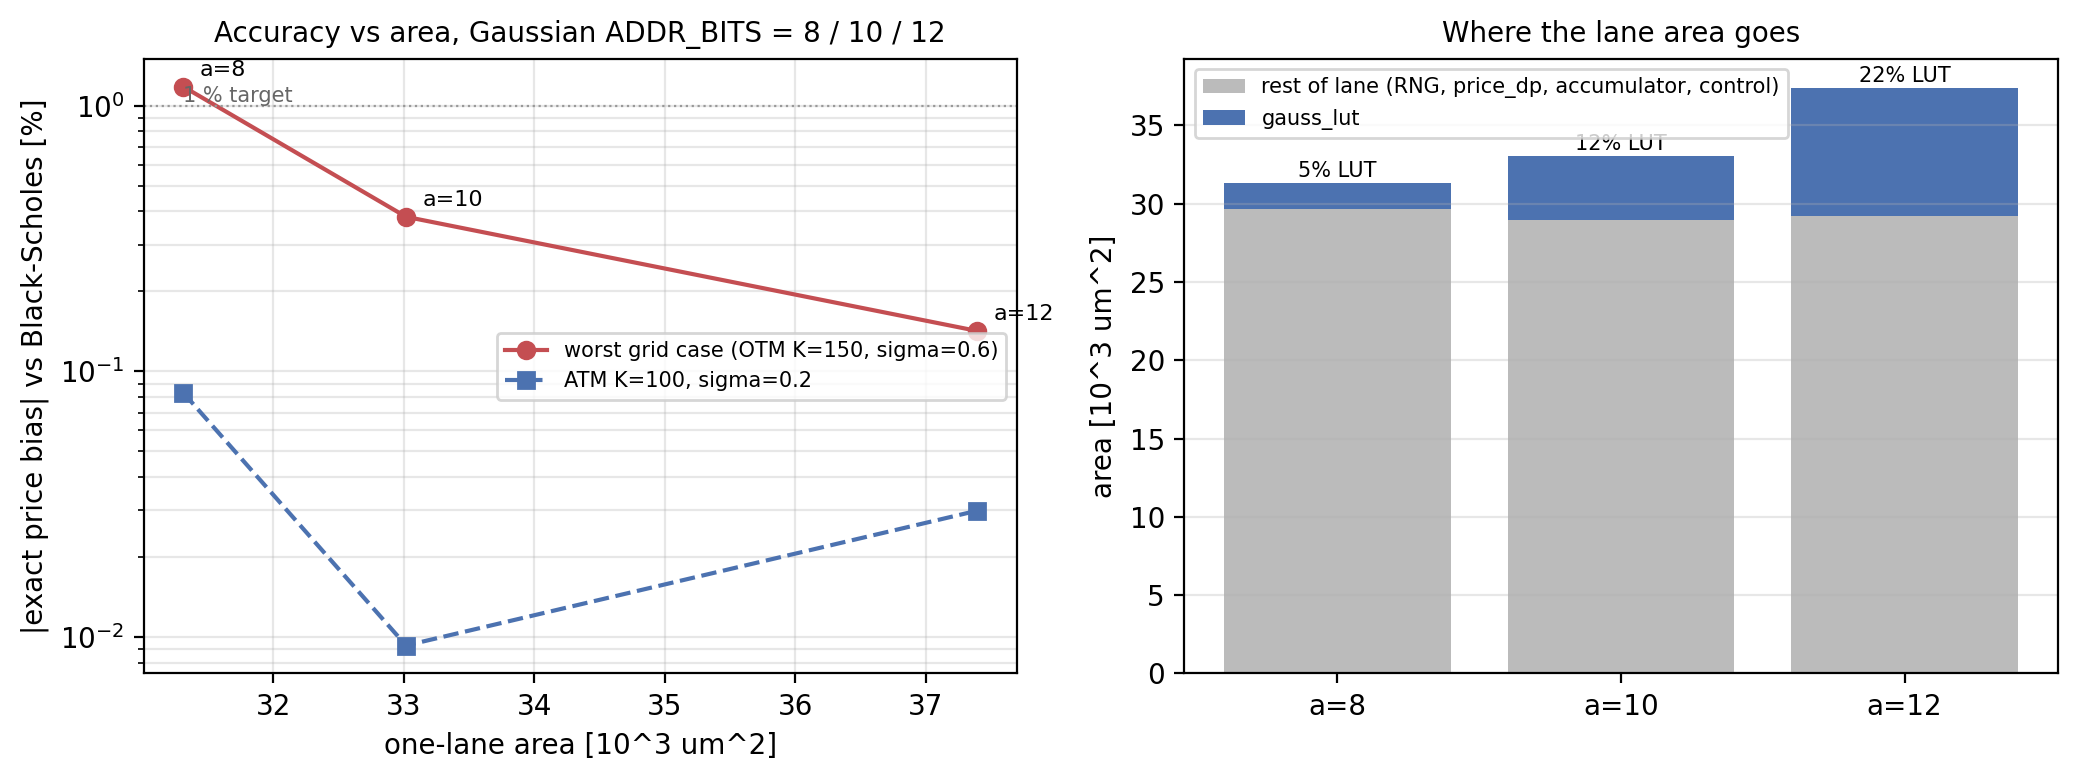 Accuracy vs area, Gaussian ADDR_BITS = 8 / 10 / 12
|exact price bias| vs Black-Scholes [%]
10^0
10^−1
10^−2
a=8
1 % target
a=10
a=12
worst grid case (OTM K=150, sigma=0.6)
ATM K=100, sigma=0.2
32 33 34 35 36 37
one-lane area [10^3 um^2]
Where the lane area goes
area [10^3 um^2]
35
30
25
20
15
10
5
0
rest of lane (RNG, price_dp, accumulator, control)
gauss_lut
5% LUT
12% LUT
22% LUT
a=8 a=10 a=12